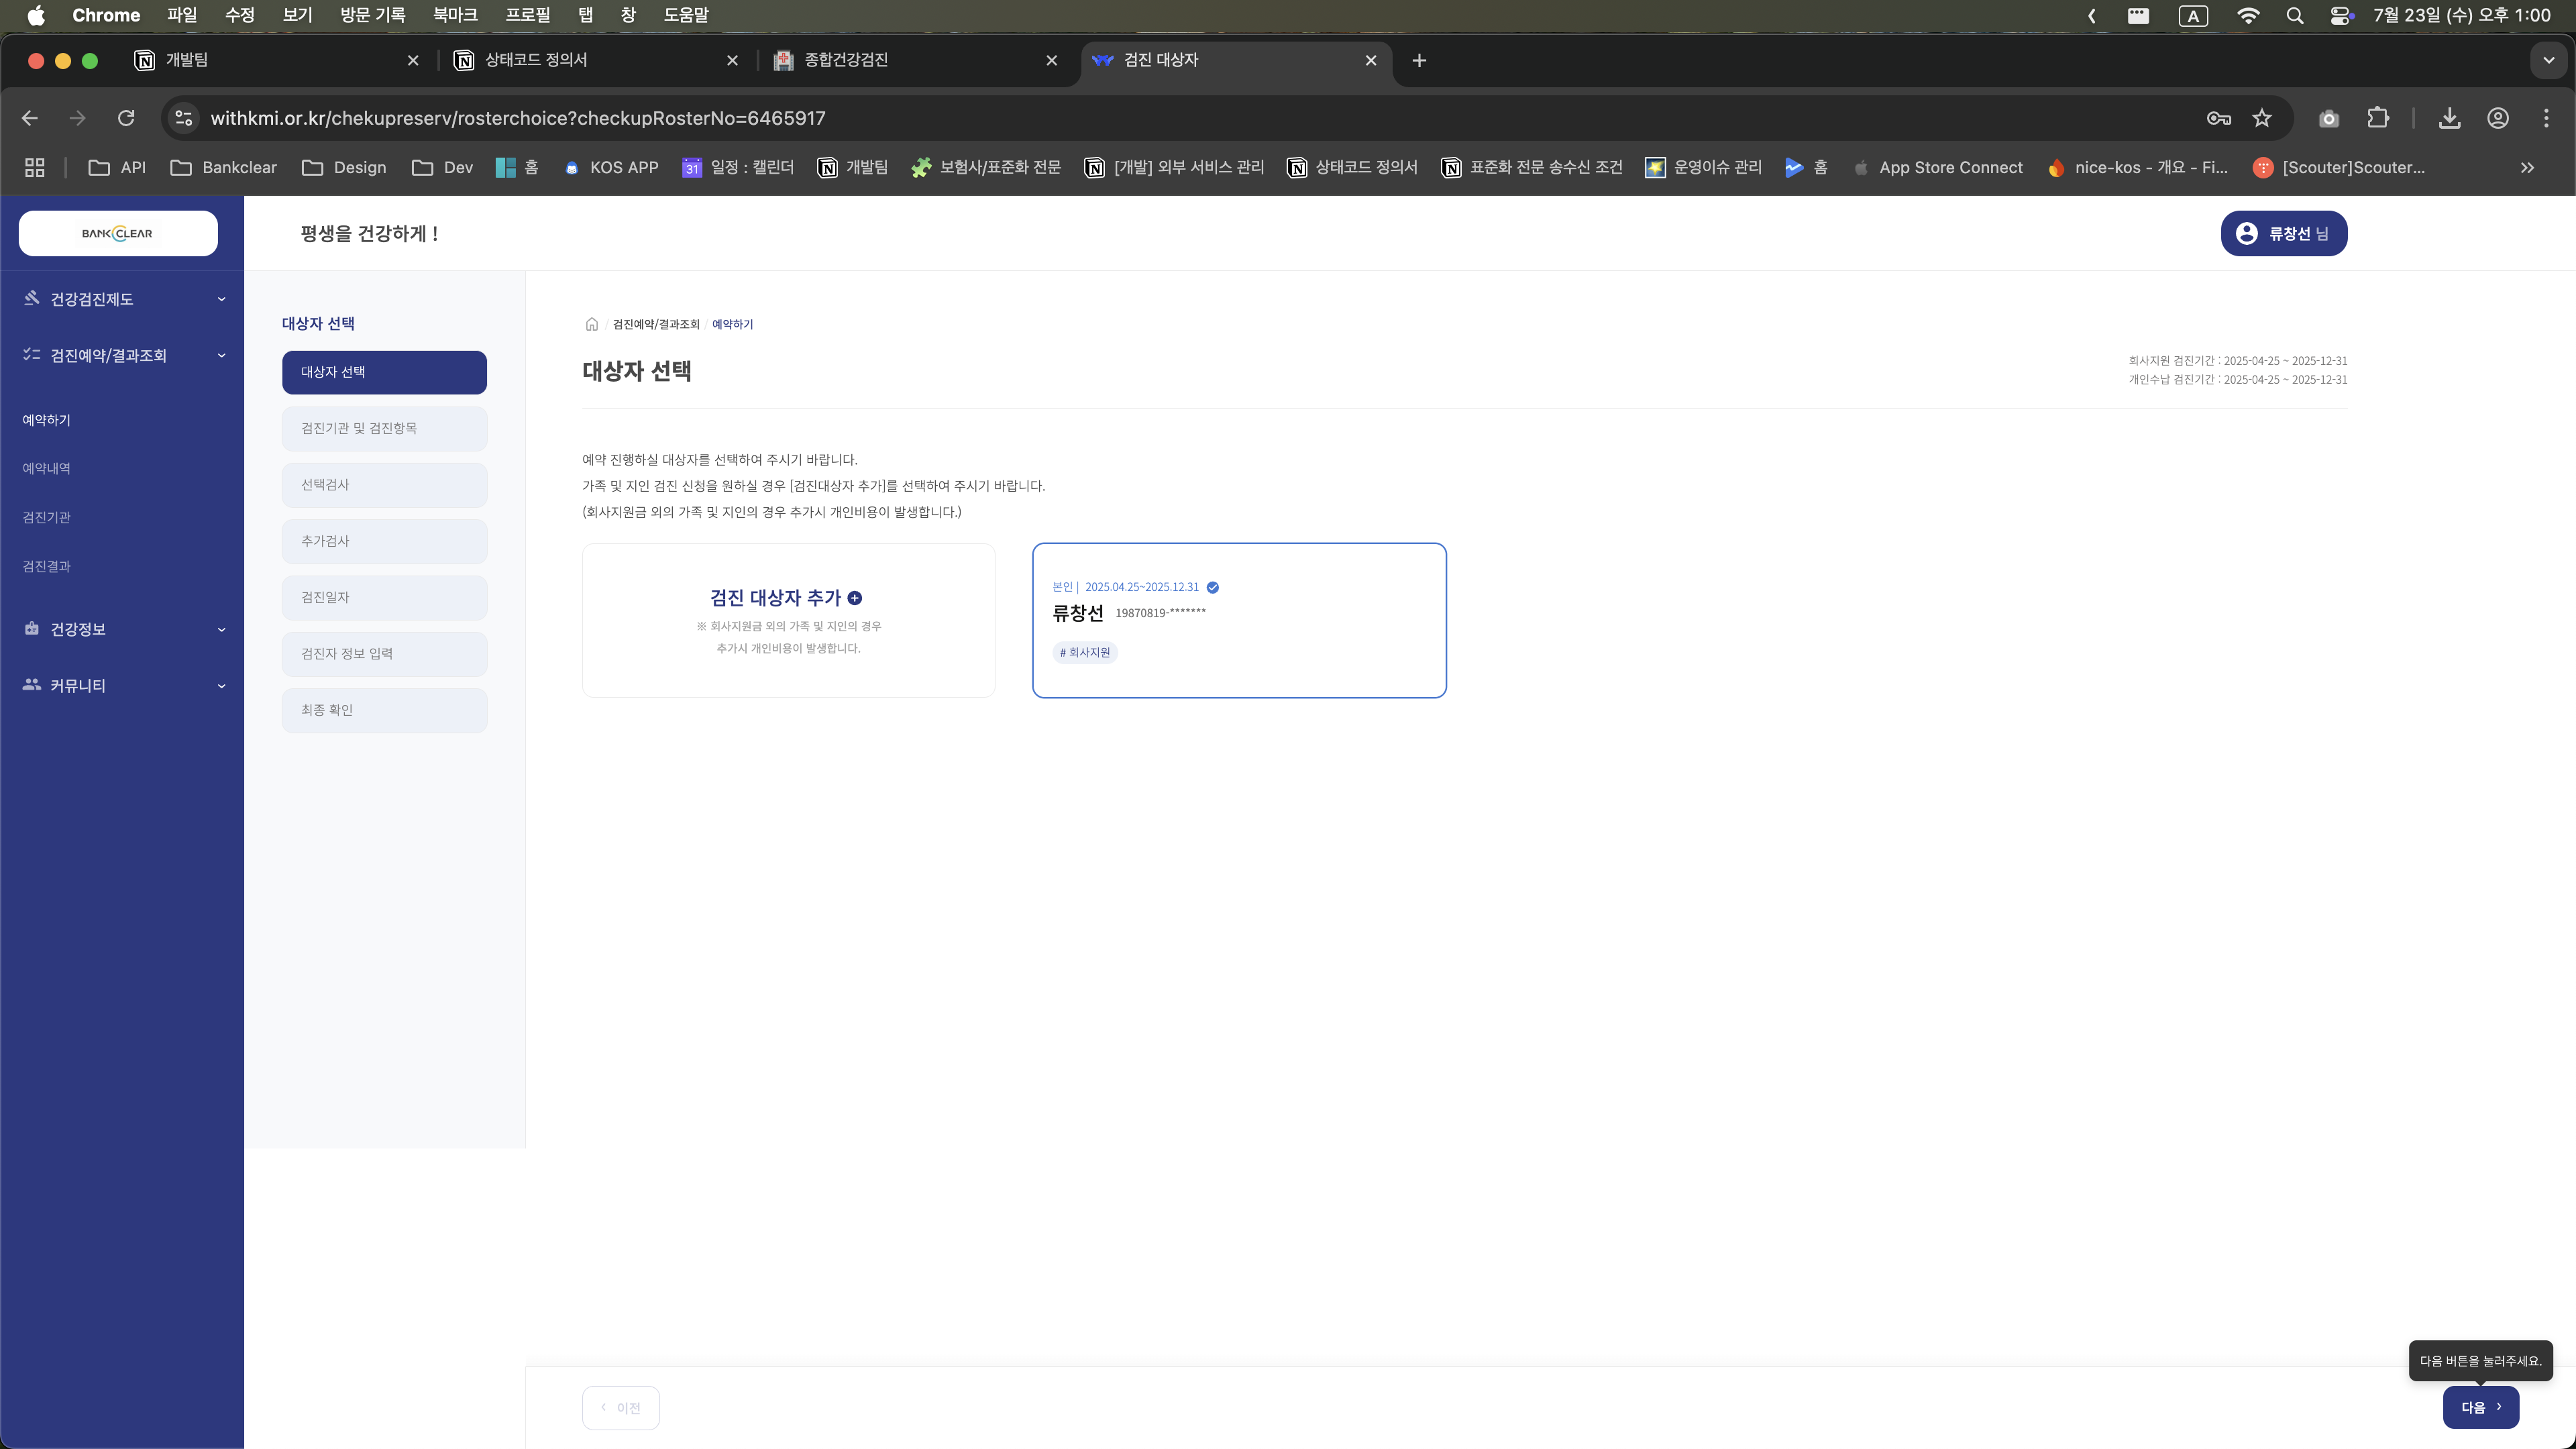 Chrome 파일 수정 보기 방문 기록 북마크 프로필 탭 창 도움말
A 7월 23일 (수) 오후 1:00
개발팀
상태코드 정의서
종합건강검진
검진 대상자
withkmi.or.kr/chekupreserv/rosterchoice?checkupRosterNo=6465917
API Bankclear Design Dev 홈 KOS APP 31 일정 : 캘린더 개발팀 보험사/표준화 전문 [개발] 외부 서비스 관리 상태코드 정의서 표준화 전문 송수신 조건 운영이슈 관리 홈 App Store Connect nice-kos - 개요 - Fi... [Scouter]Scouter...
BANKCLEAR
평생을 건강하게 !
류창선 님
건강검진제도
검진예약/결과조회
예약하기
예약내역
검진기관
검진결과
건강정보
커뮤니티
대상자 선택
대상자 선택
검진기관 및 검진항목
선택검사
추가검사
검진일자
검진자 정보 입력
최종 확인
/ 검진예약/결과조회 / 예약하기
대상자 선택
회사지원 검진기간 : 2025-04-25 ~ 2025-12-31
개인수납 검진기간 : 2025-04-25 ~ 2025-12-31
예약 진행하실 대상자를 선택하여 주시기 바랍니다.
가족 및 지인 검진 신청을 원하실 경우 [검진대상자 추가]를 선택하여 주시기 바랍니다.
(회사지원금 외의 가족 및 지인의 경우 추가시 개인비용이 발생합니다.)
검진 대상자 추가
※ 회사지원금 외의 가족 및 지인의 경우
추가시 개인비용이 발생합니다.
본인 | 2025.04.25~2025.12.31
류창선 19870819-*******
# 회사지원
다음 버튼을 눌러주세요.
이전
다음